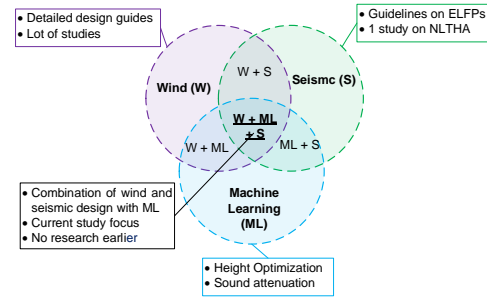 • Detailed design guides
• Lot of studies
• Guidelines on ELFPs
• 1 study on NLTHA
Wind (W)
W + S
Seismc (S)
W + ML
+ S
W + ML
ML + S
• Combination of wind and
seismic design with ML
• Current study focus
• No research earlier
Machine
Learning
(ML)
• Height Optimization
• Sound attenuation